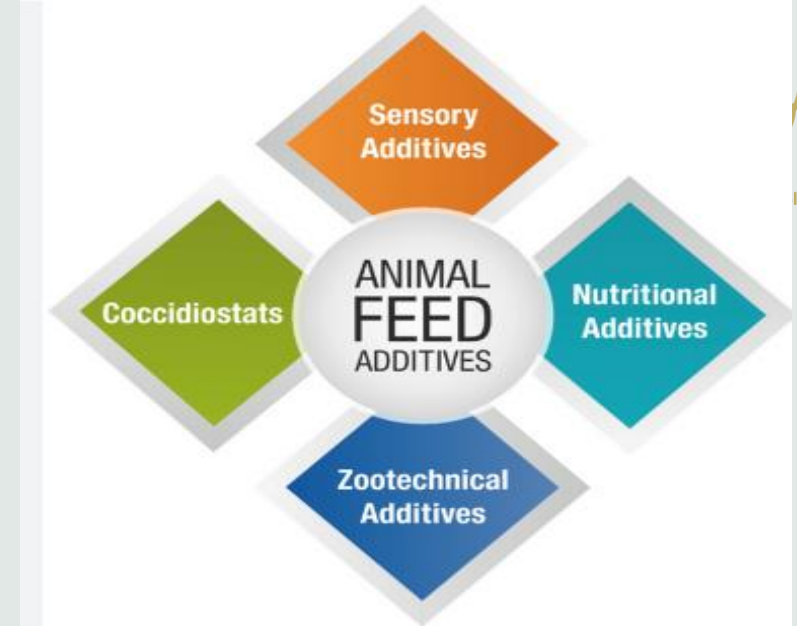 Sensory
Additives
Coccidiostats
ANIMAL
FEED
ADDITIVES
Nutritional
Additives
Zootechnical
Additives